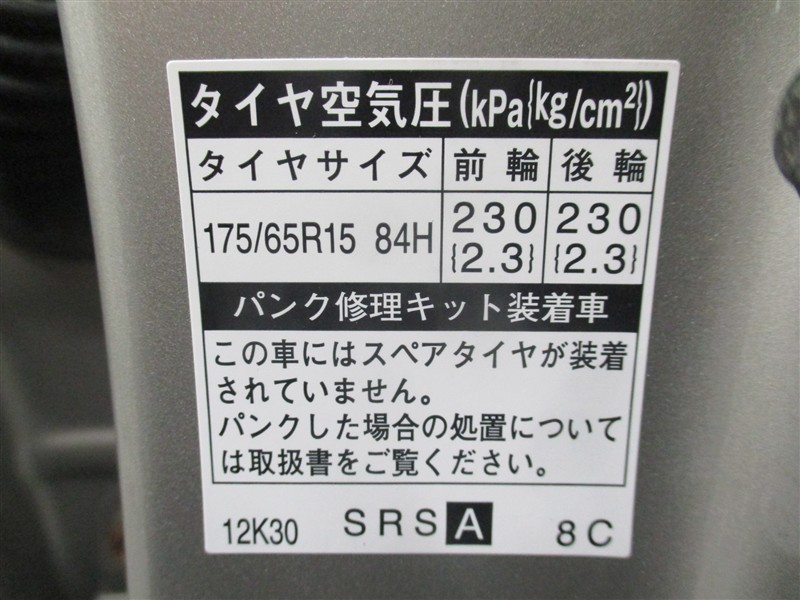 タイヤ空気圧(kPa{kg/cm²})
タイヤサイズ 前輪 後輪
175/65R15 84H 230 230
{2.3} {2.3}
パンク修理キット装着車
この車にはスペアタイヤが装着
されていません。
パンクした場合の処置について
は取扱書をご覧ください。
12K30 SRS A 8C